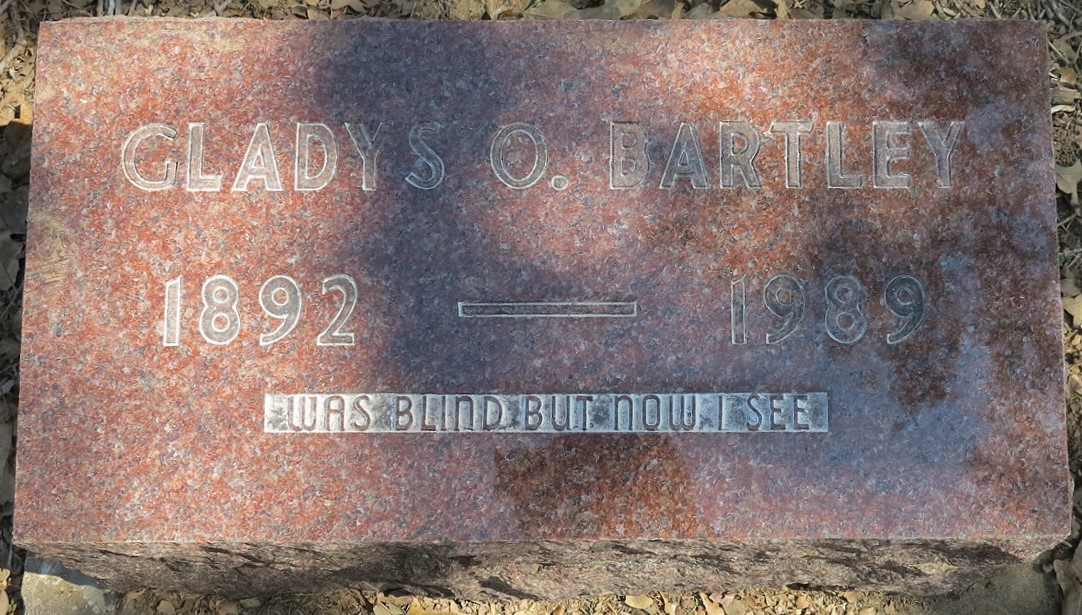 GLADYS O. BARTLEY
1892 — 1989
WAS BLIND BUT NOW I SEE